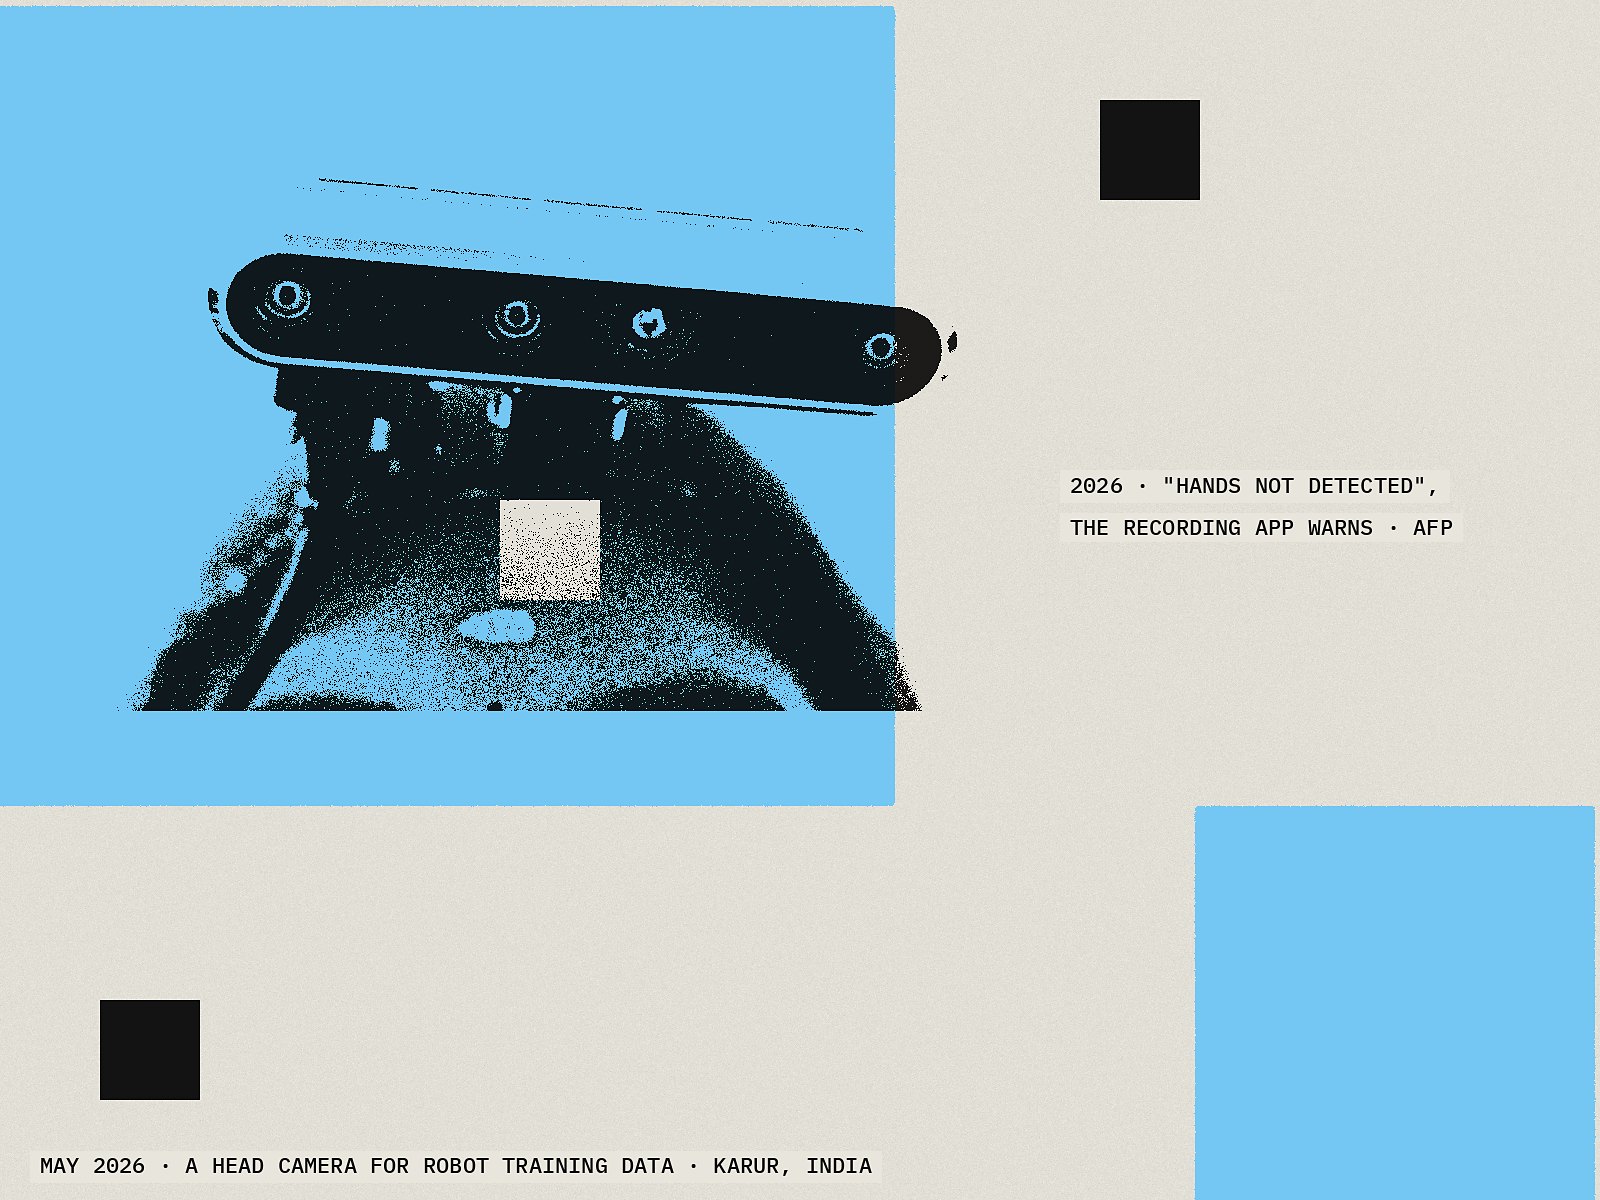 2026 · "HANDS NOT DETECTED",
THE RECORDING APP WARNS · AFP
MAY 2026 · A HEAD CAMERA FOR ROBOT TRAINING DATA · KARUR, INDIA